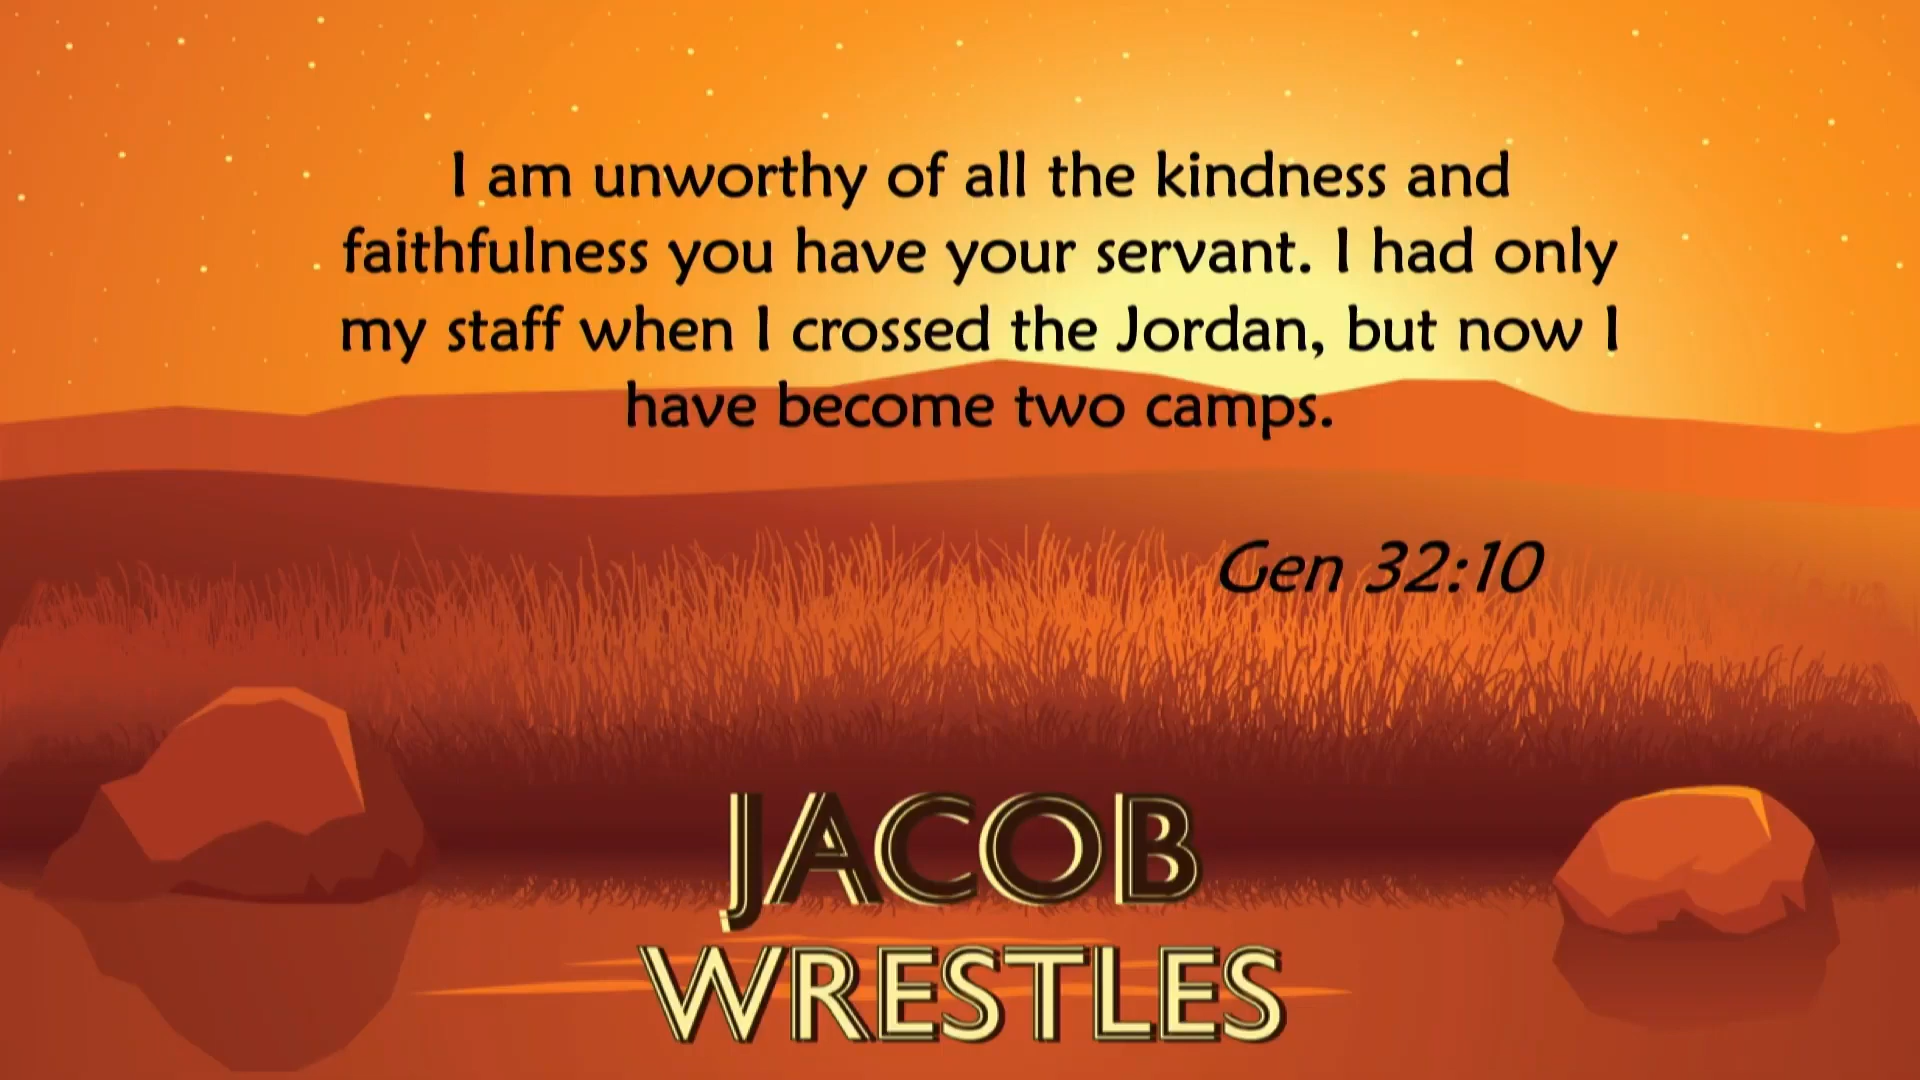 I am unworthy of all the kindness and
faithfulness you have your servant. I had only
my staff when I crossed the Jordan, but now I
have become two camps.
Gen 32:10
JACOB
WRESTLES